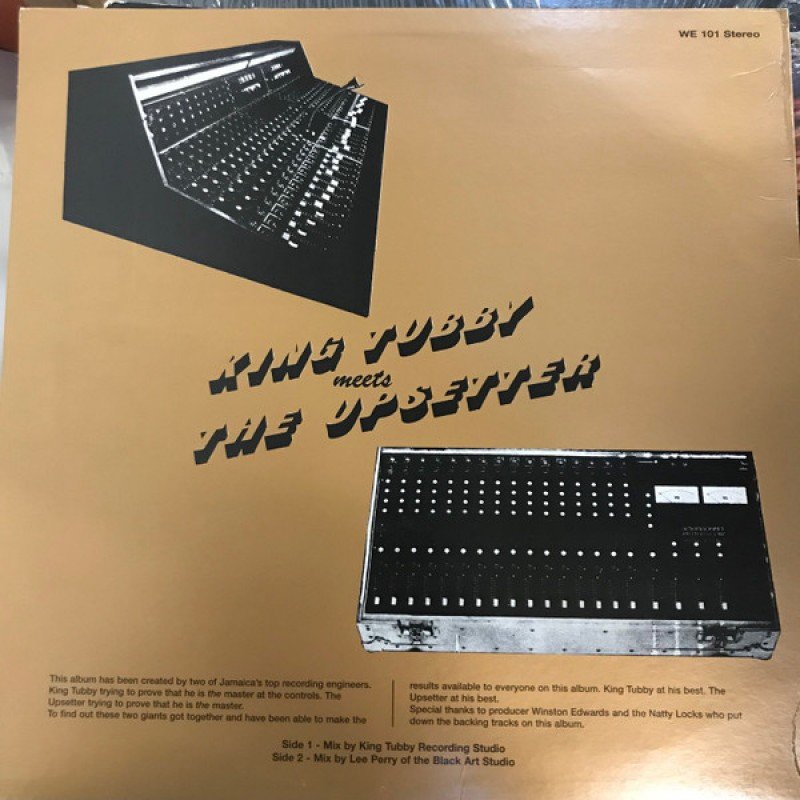 WE 101 Stereo
KING TUBBY
meets
THE UPSETTER
This album has been created by two of Jamaica's top recording engineers.
King Tubby trying to prove that he is the master at the controls. The
Upsetter trying to prove that he is the master.
To find out these two giants got together and have been able to make the
results available to everyone on this album. King Tubby at his best. The
Upsetter at his best.
Special thanks to producer Winston Edwards and the Natty Locks who put
down the backing tracks on this album.
Side 1 - Mix by King Tubby Recording Studio
Side 2 - Mix by Lee Perry of the Black Art Studio